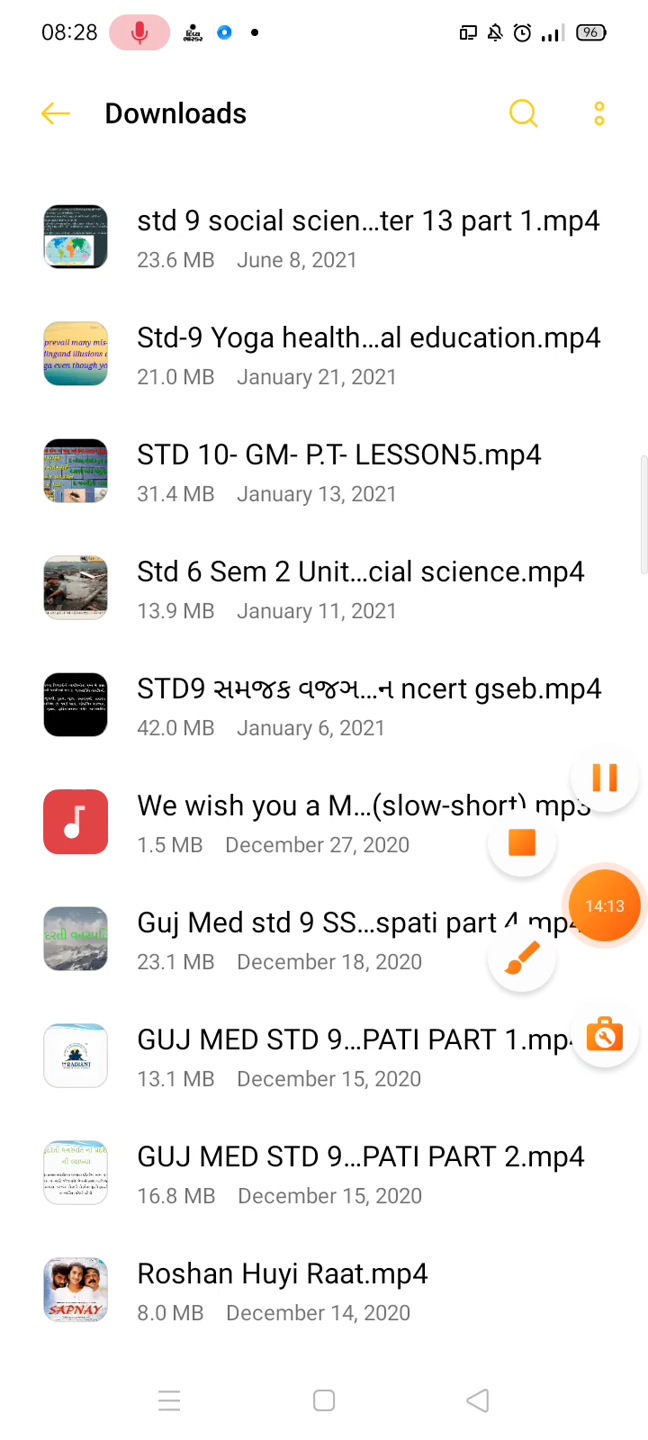 08:28
96
Downloads
std 9 social scien...ter 13 part 1.mp4
23.6 MB June 8, 2021
prevail many mis-
Std-9 Yoga health...al education.mp4
21.0 MB January 21, 2021
STD 10- GM- P.T- LESSON5.mp4
31.4 MB January 13, 2021
Std 6 Sem 2 Unit...cial science.mp4
13.9 MB January 11, 2021
STD9 સમજક વજઞ...ન ncert gseb.mp4
42.0 MB January 6, 2021
We wish you a M...(slow-short).mp3
1.5 MB December 27, 2020
Guj Med std 9 SS...spati part 4.mp4
23.1 MB December 18, 2020
14:13
GUJ MED STD 9...PATI PART 1.mp4
13.1 MB December 15, 2020
GUJ MED STD 9...PATI PART 2.mp4
16.8 MB December 15, 2020
Roshan Huyi Raat.mp4
8.0 MB December 14, 2020
SAPNAY